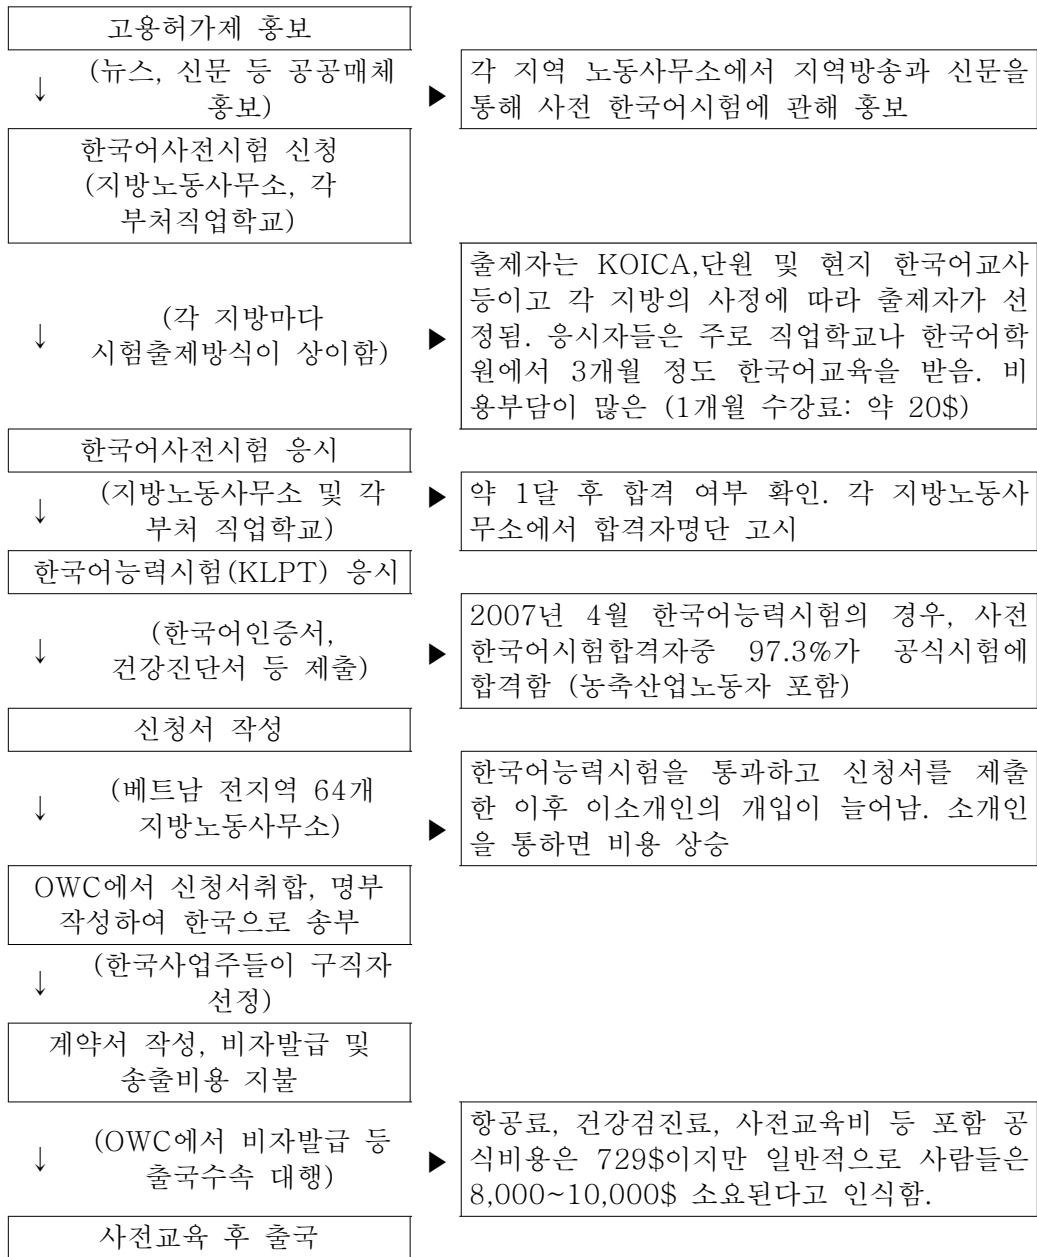 고용허가제 홍보
↓ (뉴스, 신문 등 공공매체
홍보)
▶ 각 지역 노동사무소에서 지역방송과 신문을
통해 사전 한국어시험에 관해 홍보
한국어사전시험 신청
(지방노동사무소, 각
부처직업학교)
↓ (각 지방마다
시험출제방식이 상이함)
▶ 출제자는 KOICA,단원 및 현지 한국어교사
등이고 각 지방의 사정에 따라 출제자가 선
정됨. 응시자들은 주로 직업학교나 한국어학
원에서 3개월 정도 한국어교육을 받음. 비
용부담이 많은 (1개월 수강료: 약 20$)
한국어사전시험 응시
↓ (지방노동사무소 및 각
부처 직업학교)
▶ 약 1달 후 합격 여부 확인. 각 지방노동사
무소에서 합격자명단 고시
한국어능력시험(KLPT) 응시
↓ (한국어인증서,
건강진단서 등 제출)
▶ 2007년 4월 한국어능력시험의 경우, 사전
한국어시험합격자중 97.3%가 공식시험에
합격함 (농축산업노동자 포함)
신청서 작성
↓ (베트남 전지역 64개
지방노동사무소)
▶ 한국어능력시험을 통과하고 신청서를 제출
한 이후 이소개인의 개입이 늘어남. 소개인
을 통하면 비용 상승
OWC에서 신청서취합, 명부
작성하여 한국으로 송부
↓ (한국사업주들이 구직자
선정)
계약서 작성, 비자발급 및
송출비용 지불
↓ (OWC에서 비자발급 등
출국수속 대행)
▶ 항공료, 건강검진료, 사전교육비 등 포함 공
식비용은 729$이지만 일반적으로 사람들은
8,000~10,000$ 소요된다고 인식함.
사전교육 후 출국